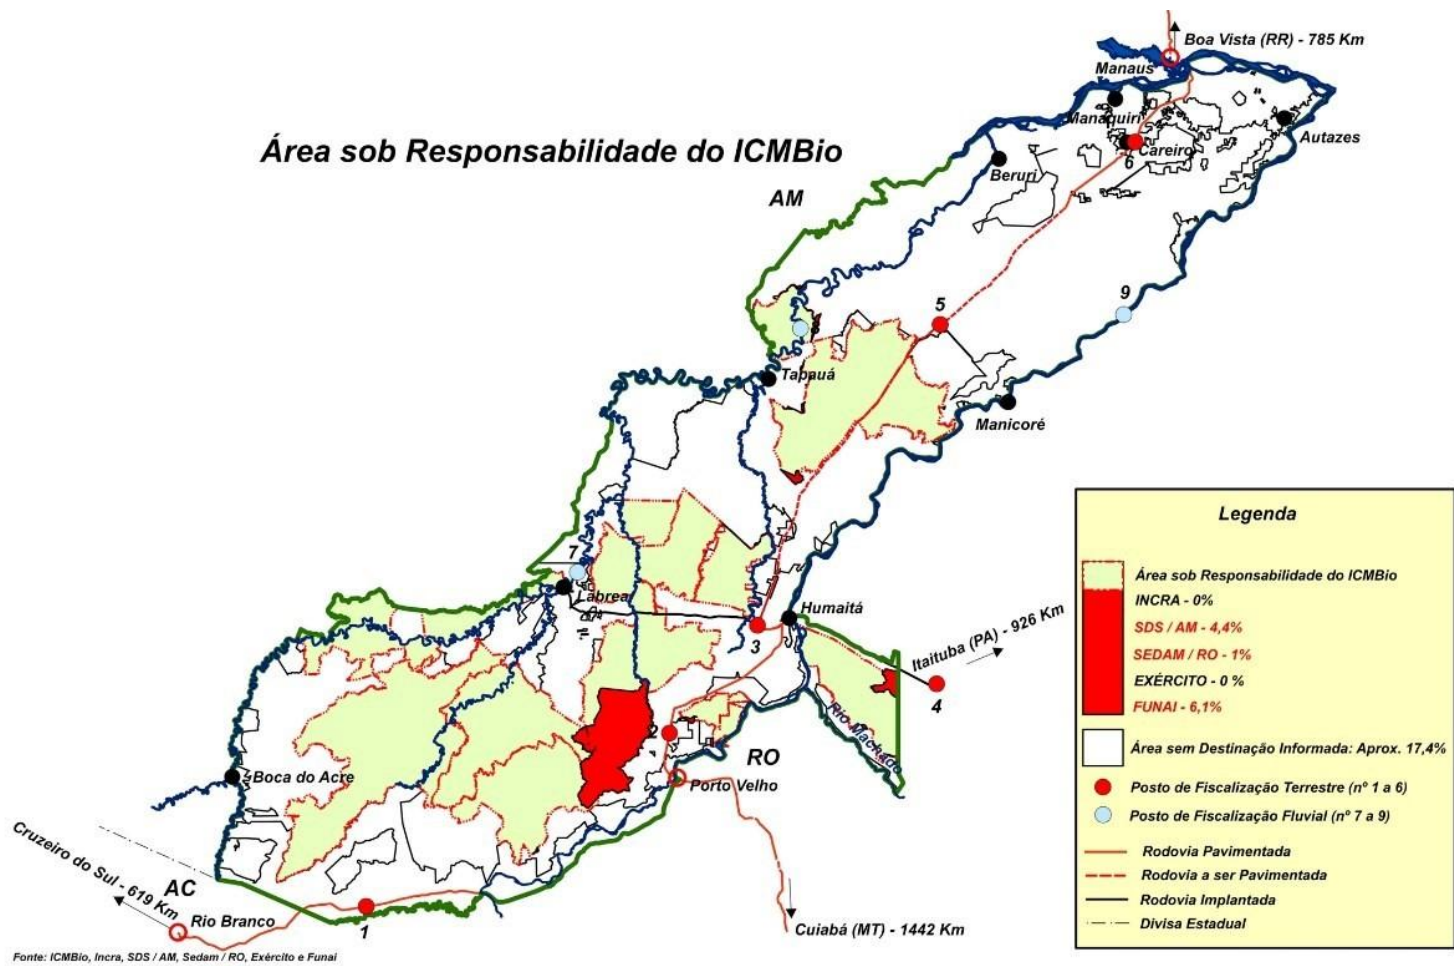 Boa Vista (RR) - 785 Km
Manaus
Manaquiri
Autazes
Área sob Responsabilidade do ICMBio
Careiro
6
Beruri
AM
9
5
8
Tapauá
Manicoré
7
Lábrea
Humaitá
3
Itaituba (PA) - 926 Km
4
2
Rio Machado
RO
Boca do Acre
Porto Velho
Cruzeiro do Sul - 619 Km
AC
Rio Branco
1
Cuiabá (MT) - 1442 Km
Fonte: ICMBio, Incra, SDS / AM, Sedam / RO, Exército e Funai
Legenda
Área sob Responsabilidade do ICMBio
INCRA - 0%
SDS / AM - 4,4%
SEDAM / RO - 1%
EXÉRCITO - 0 %
FUNAI - 6,1%
Área sem Destinação Informada: Aprox. 17,4%
Posto de Fiscalização Terrestre (nº 1 a 6)
Posto de Fiscalização Fluvial (nº 7 a 9)
Rodovia Pavimentada
Rodovia a ser Pavimentada
Rodovia Implantada
Divisa Estadual